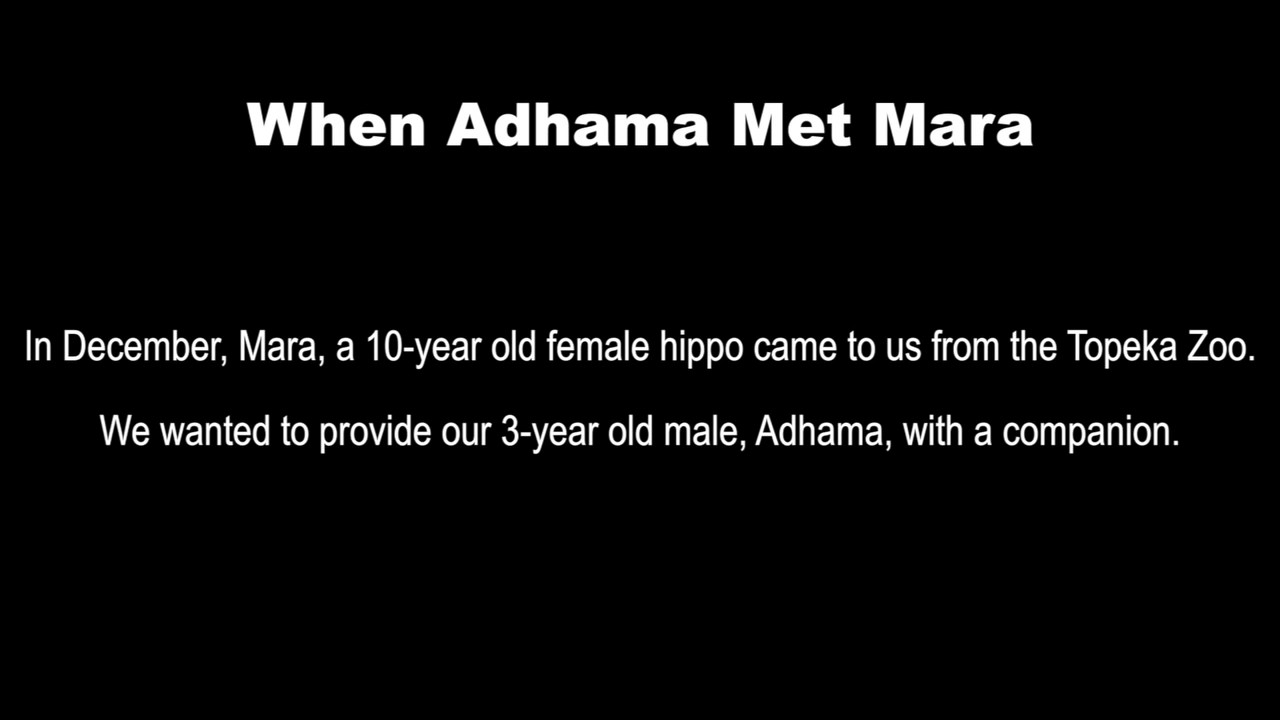 When Adhama Met Mara
In December, Mara, a 10-year old female hippo came to us from the Topeka Zoo.
We wanted to provide our 3-year old male, Adhama, with a companion.